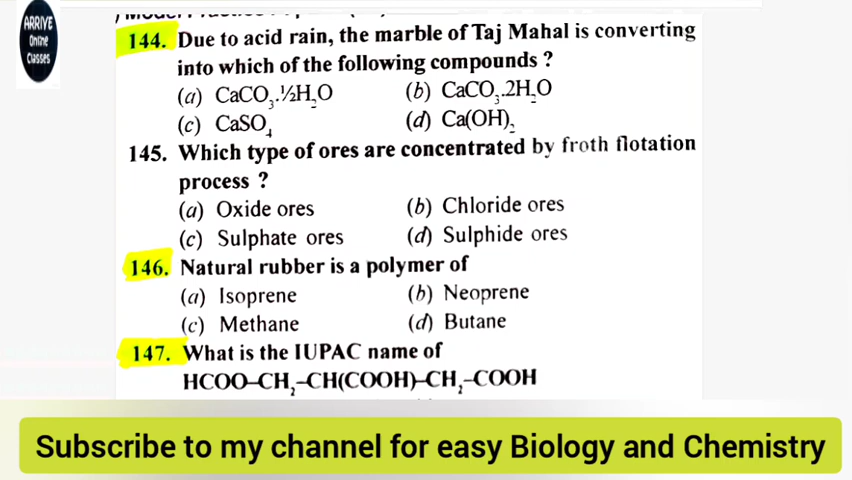 ARRIVE
Online
Classes
144. Due to acid rain, the marble of Taj Mahal is converting
into which of the following compounds ?
(a) CaCO₃.½H₂O (b) CaCO₃.2H₂O
(c) CaSO₄ (d) Ca(OH)₂
145. Which type of ores are concentrated by froth flotation
process ?
(a) Oxide ores (b) Chloride ores
(c) Sulphate ores (d) Sulphide ores
146. Natural rubber is a polymer of
(a) Isoprene (b) Neoprene
(c) Methane (d) Butane
147. What is the IUPAC name of
HCOO–CH₂–CH(COOH)–CH₂–COOH
Subscribe to my channel for easy Biology and Chemistry